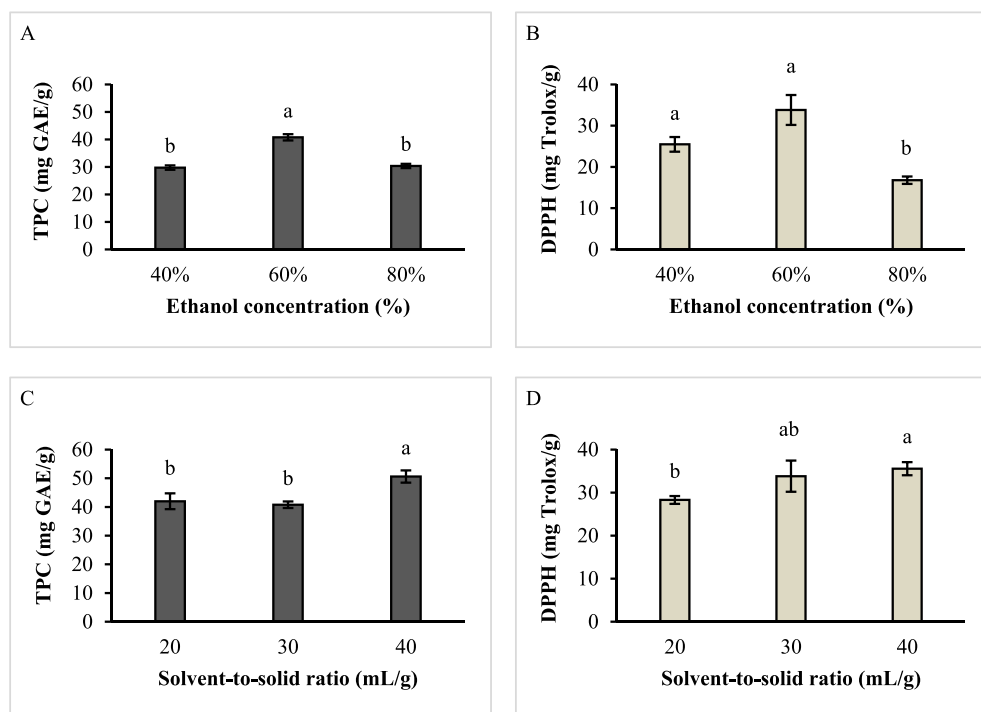 A
TPC (mg GAE/g)
60
50
40
30
20
10
0
b
a
b
40%
60%
80%
Ethanol concentration (%)
B
DPPH (mg Trolox/g)
40
30
20
10
0
a
a
b
40%
60%
80%
Ethanol concentration (%)
C
TPC (mg GAE/g)
60
50
40
30
20
10
0
b
b
a
20
30
40
Solvent-to-solid ratio (mL/g)
D
DPPH (mg Trolox/g)
40
30
20
10
0
b
ab
a
20
30
40
Solvent-to-solid ratio (mL/g)